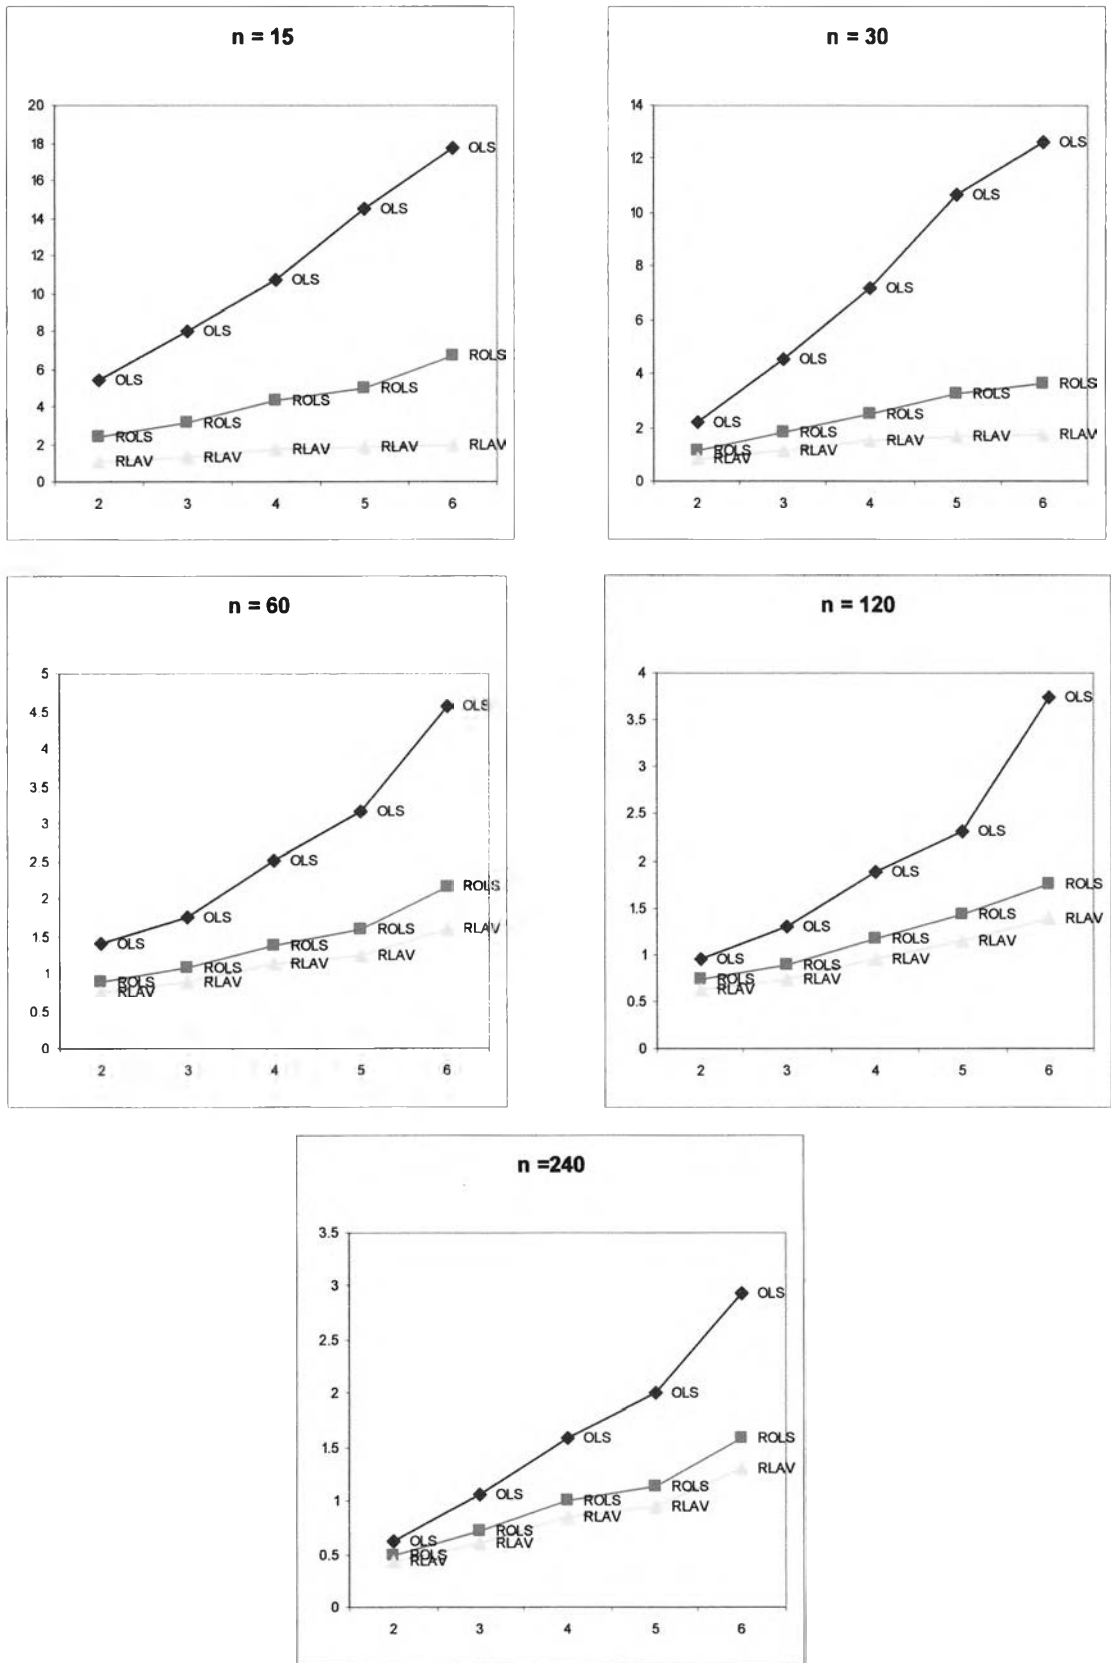 n = 15
20
18
16
14
12
10
8
6
4
2
0
OLS
OLS
OLS
OLS
OLS
ROLS
ROLS
ROLS
ROLS
ROLS
RLAV
RLAV
RLAV
RLAV
RLAV
2 3 4 5 6
n = 30
14
12
10
8
6
4
2
0
OLS
OLS
OLS
OLS
OLS
ROLS
ROLS
ROLS
ROLS
ROLS
RLAV
RLAV
RLAV
RLAV
RLAV
2 3 4 5 6
n = 60
5
4.5
4
3.5
3
2.5
2
1.5
1
0.5
0
OLS
OLS
OLS
OLS
OLS
ROLS
ROLS
ROLS
ROLS
ROLS
RLAV
RLAV
RLAV
RLAV
RLAV
2 3 4 5 6
n = 120
4
3.5
3
2.5
2
1.5
1
0.5
0
OLS
OLS
OLS
OLS
OLS
ROLS
ROLS
ROLS
ROLS
ROLS
RLAV
RLAV
RLAV
RLAV
RLAV
2 3 4 5 6
n =240
3.5
3
2.5
2
1.5
1
0.5
0
OLS
OLS
OLS
OLS
OLS
ROLS
ROLS
ROLS
ROLS
ROLS
RLAV
RLAV
RLAV
RLAV
RLAV
2 3 4 5 6